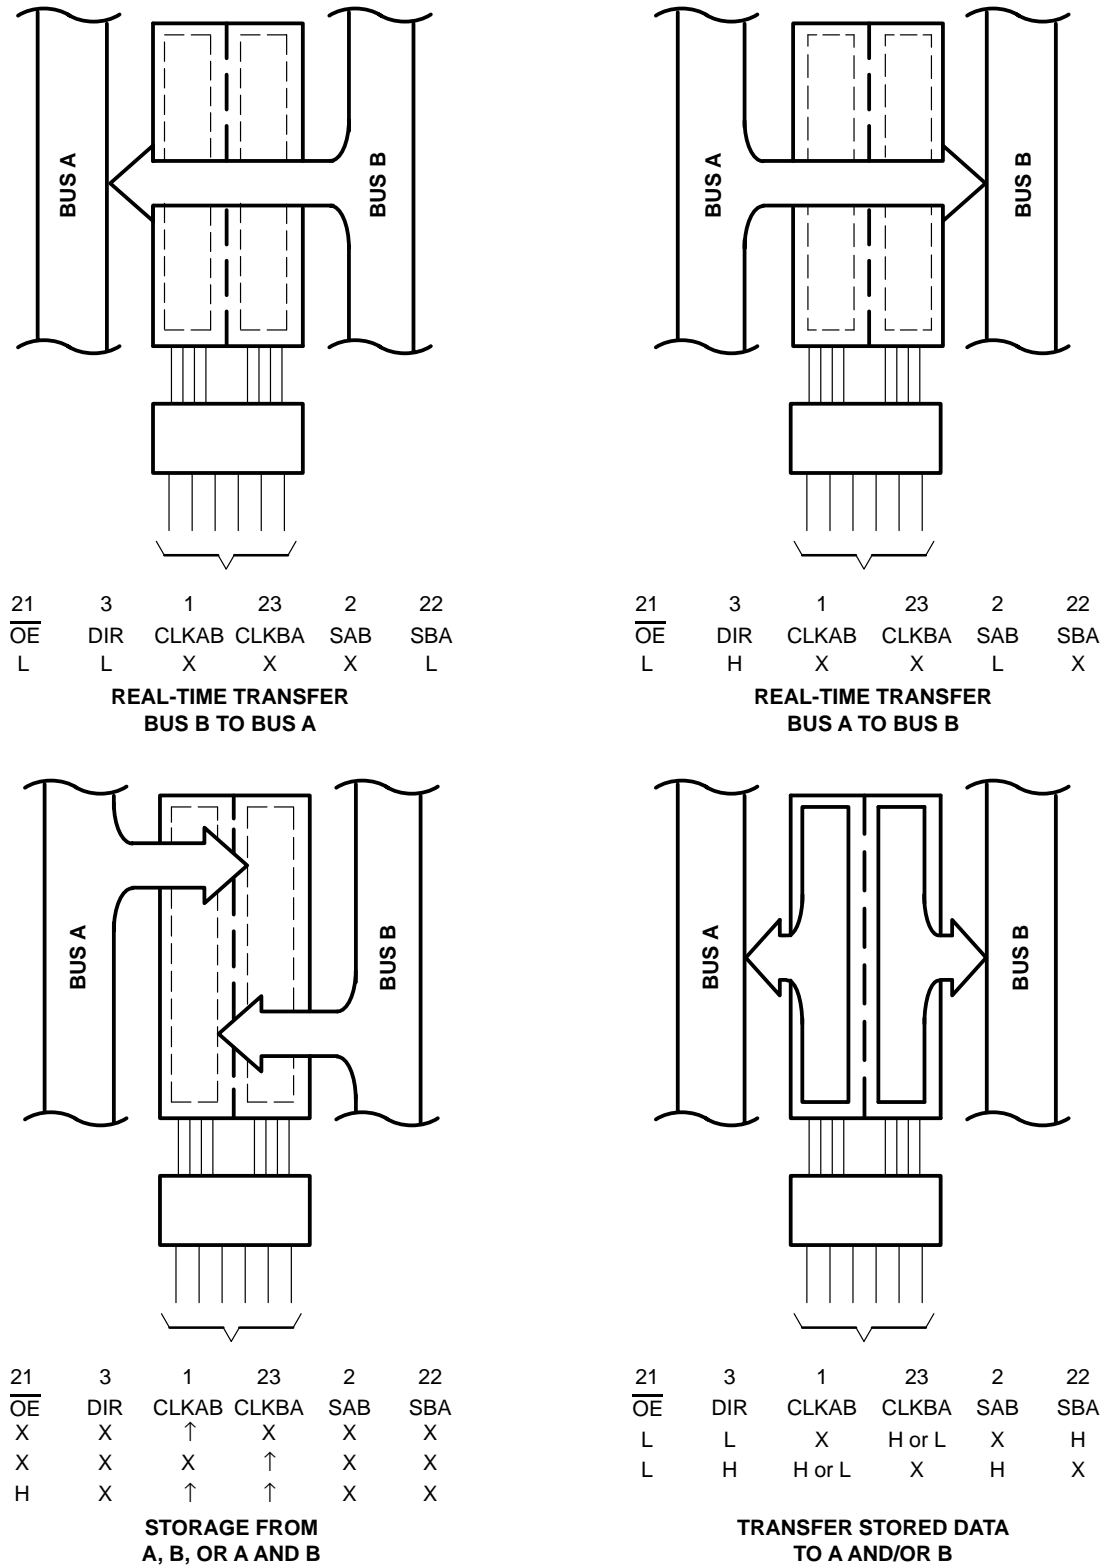 BUS A
BUS B
21 3 1 23 2 22
OE DIR CLKAB CLKBA SAB SBA
L L X X X L
REAL-TIME TRANSFER
BUS B TO BUS A
BUS A
BUS B
21 3 1 23 2 22
OE DIR CLKAB CLKBA SAB SBA
L H X X L X
REAL-TIME TRANSFER
BUS A TO BUS B
BUS A
BUS B
21 3 1 23 2 22
OE DIR CLKAB CLKBA SAB SBA
X X ↑ X X X
X X X ↑ X X
H X ↑ ↑ X X
STORAGE FROM
A, B, OR A AND B
BUS A
BUS B
21 3 1 23 2 22
OE DIR CLKAB CLKBA SAB SBA
L L X H or L X H
L H H or L X H X
TRANSFER STORED DATA
TO A AND/OR B